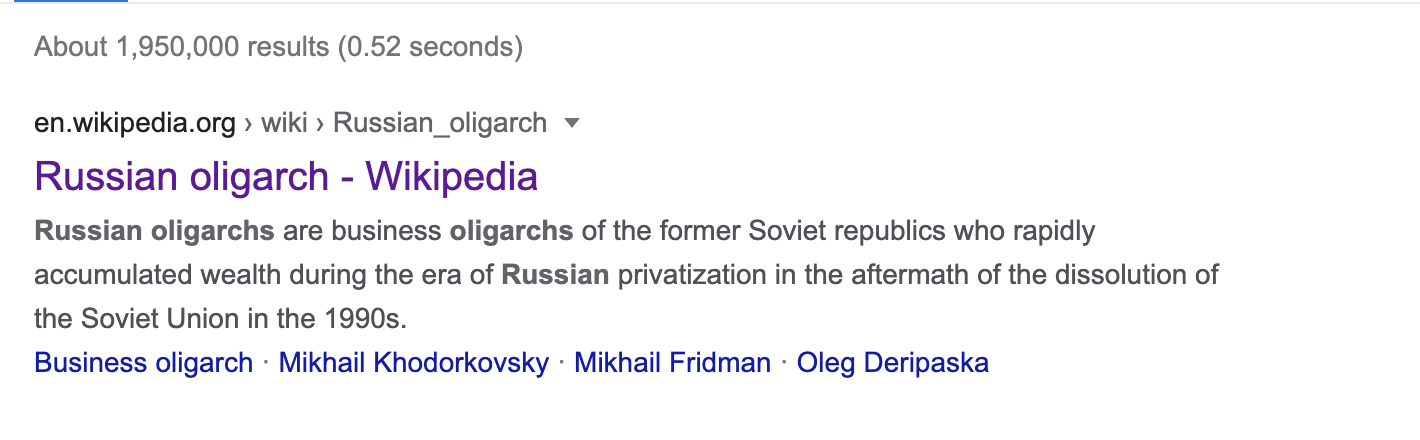 About 1,950,000 results (0.52 seconds)
en.wikipedia.org › wiki › Russian_oligarch
Russian oligarch - Wikipedia
Russian oligarchs are business oligarchs of the former Soviet republics who rapidly
accumulated wealth during the era of Russian privatization in the aftermath of the dissolution of
the Soviet Union in the 1990s.
Business oligarch · Mikhail Khodorkovsky · Mikhail Fridman · Oleg Deripaska